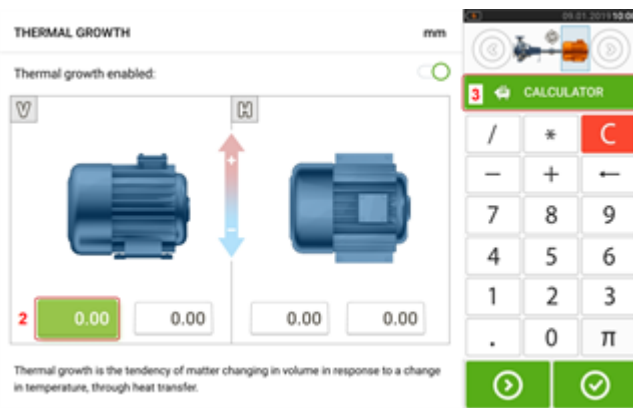 09.01.2019 10:08
THERMAL GROWTH mm
Thermal growth enabled:
V H
+
-
2 0.00 0.00 0.00 0.00
Thermal growth is the tendency of matter changing in volume in response to a change
in temperature, through heat transfer.
3 CALCULATOR
/ * C
− + ←
7 8 9
4 5 6
1 2 3
. 0 π